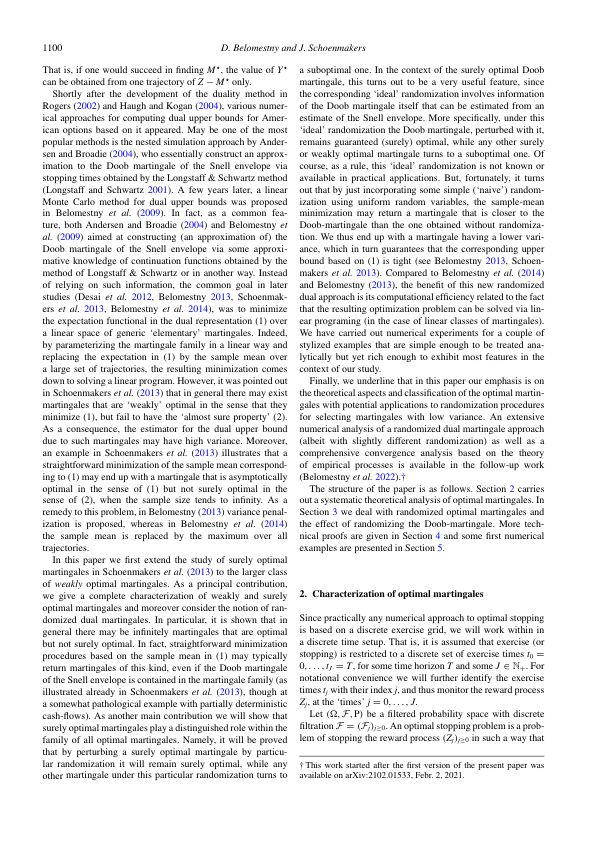 1100
D. Belomestny and J. Schoenmakers
That is, if one would succeed in finding M⋆, the value of Y⋆
can be obtained from one trajectory of Z − M⋆ only.
Shortly after the development of the duality method in
Rogers (2002) and Haugh and Kogan (2004), various numer-
ical approaches for computing dual upper bounds for Amer-
ican options based on it appeared. May be one of the most
popular methods is the nested simulation approach by Ander-
sen and Broadie (2004), who essentially construct an approx-
imation to the Doob martingale of the Snell envelope via
stopping times obtained by the Longstaff & Schwartz method
(Longstaff and Schwartz 2001). A few years later, a linear
Monte Carlo method for dual upper bounds was proposed
in Belomestny et al. (2009). In fact, as a common fea-
ture, both Andersen and Broadie (2004) and Belomestny et
al. (2009) aimed at constructing (an approximation of) the
Doob martingale of the Snell envelope via some approxi-
mative knowledge of continuation functions obtained by the
method of Longstaff & Schwartz or in another way. Instead
of relying on such information, the common goal in later
studies (Desai et al. 2012, Belomestny 2013, Schoenmak-
ers et al. 2013, Belomestny et al. 2014), was to minimize
the expectation functional in the dual representation (1) over
a linear space of generic ‘elementary’ martingales. Indeed,
by parameterizing the martingale family in a linear way and
replacing the expectation in (1) by the sample mean over
a large set of trajectories, the resulting minimization comes
down to solving a linear program. However, it was pointed out
in Schoenmakers et al. (2013) that in general there may exist
martingales that are ‘weakly’ optimal in the sense that they
minimize (1), but fail to have the ‘almost sure property’ (2).
As a consequence, the estimator for the dual upper bound
due to such martingales may have high variance. Moreover,
an example in Schoenmakers et al. (2013) illustrates that a
straightforward minimization of the sample mean correspond-
ing to (1) may end up with a martingale that is asymptotically
optimal in the sense of (1) but not surely optimal in the
sense of (2), when the sample size tends to infinity. As a
remedy to this problem, in Belomestny (2013) variance penal-
ization is proposed, whereas in Belomestny et al. (2014)
the sample mean is replaced by the maximum over all
trajectories.
In this paper we first extend the study of surely optimal
martingales in Schoenmakers et al. (2013) to the larger class
of weakly optimal martingales. As a principal contribution,
we give a complete characterization of weakly and surely
optimal martingales and moreover consider the notion of ran-
domized dual martingales. In particular, it is shown that in
general there may be infinitely martingales that are optimal
but not surely optimal. In fact, straightforward minimization
procedures based on the sample mean in (1) may typically
return martingales of this kind, even if the Doob martingale
of the Snell envelope is contained in the martingale family (as
illustrated already in Schoenmakers et al. (2013), though at
a somewhat pathological example with partially deterministic
cash-flows). As another main contribution we will show that
surely optimal martingales play a distinguished role within the
family of all optimal martingales. Namely, it will be proved
that by perturbing a surely optimal martingale by particu-
lar randomization it will remain surely optimal, while any
other martingale under this particular randomization turns to
a suboptimal one. In the context of the surely optimal Doob
martingale, this turns out to be a very useful feature, since
the corresponding ‘ideal’ randomization involves information
of the Doob martingale itself that can be estimated from an
estimate of the Snell envelope. More specifically, under this
‘ideal’ randomization the Doob martingale, perturbed with it,
remains guaranteed (surely) optimal, while any other surely
or weakly optimal martingale turns to a suboptimal one. Of
course, as a rule, this ‘ideal’ randomization is not known or
available in practical applications. But, fortunately, it turns
out that by just incorporating some simple (‘naive’) random-
ization using uniform random variables, the sample-mean
minimization may return a martingale that is closer to the
Doob-martingale than the one obtained without randomiza-
tion. We thus end up with a martingale having a lower vari-
ance, which in turn guarantees that the corresponding upper
bound based on (1) is tight (see Belomestny 2013, Schoen-
makers et al. 2013). Compared to Belomestny et al. (2014)
and Belomestny (2013), the benefit of this new randomized
dual approach is its computational efficiency related to the fact
that the resulting optimization problem can be solved via lin-
ear programing (in the case of linear classes of martingales).
We have carried out numerical experiments for a couple of
stylized examples that are simple enough to be treated ana-
lytically but yet rich enough to exhibit most features in the
context of our study.
Finally, we underline that in this paper our emphasis is on
the theoretical aspects and classification of the optimal martin-
gales with potential applications to randomization procedures
for selecting martingales with low variance. An extensive
numerical analysis of a randomized dual martingale approach
(albeit with slightly different randomization) as well as a
comprehensive convergence analysis based on the theory
of empirical processes is available in the follow-up work
(Belomestny et al. 2022).†
The structure of the paper is as follows. Section 2 carries
out a systematic theoretical analysis of optimal martingales. In
Section 3 we deal with randomized optimal martingales and
the effect of randomizing the Doob-martingale. More tech-
nical proofs are given in Section 4 and some first numerical
examples are presented in Section 5.
2. Characterization of optimal martingales
Since practically any numerical approach to optimal stopping
is based on a discrete exercise grid, we will work within in
a discrete time setup. That is, it is assumed that exercise (or
stopping) is restricted to a discrete set of exercise times t0 =
0, . . . , tJ = T, for some time horizon T and some J ∈ ℕ+. For
notational convenience we will further identify the exercise
times tj with their index j, and thus monitor the reward process
Zj, at the ‘times’ j = 0, . . . , J.
Let (Ω, F, P) be a filtered probability space with discrete
filtration F = (Fj)j≥0. An optimal stopping problem is a prob-
lem of stopping the reward process (Zj)j≥0 in such a way that
† This work started after the first version of the present paper was
available on arXiv:2102.01533, Febr. 2, 2021.